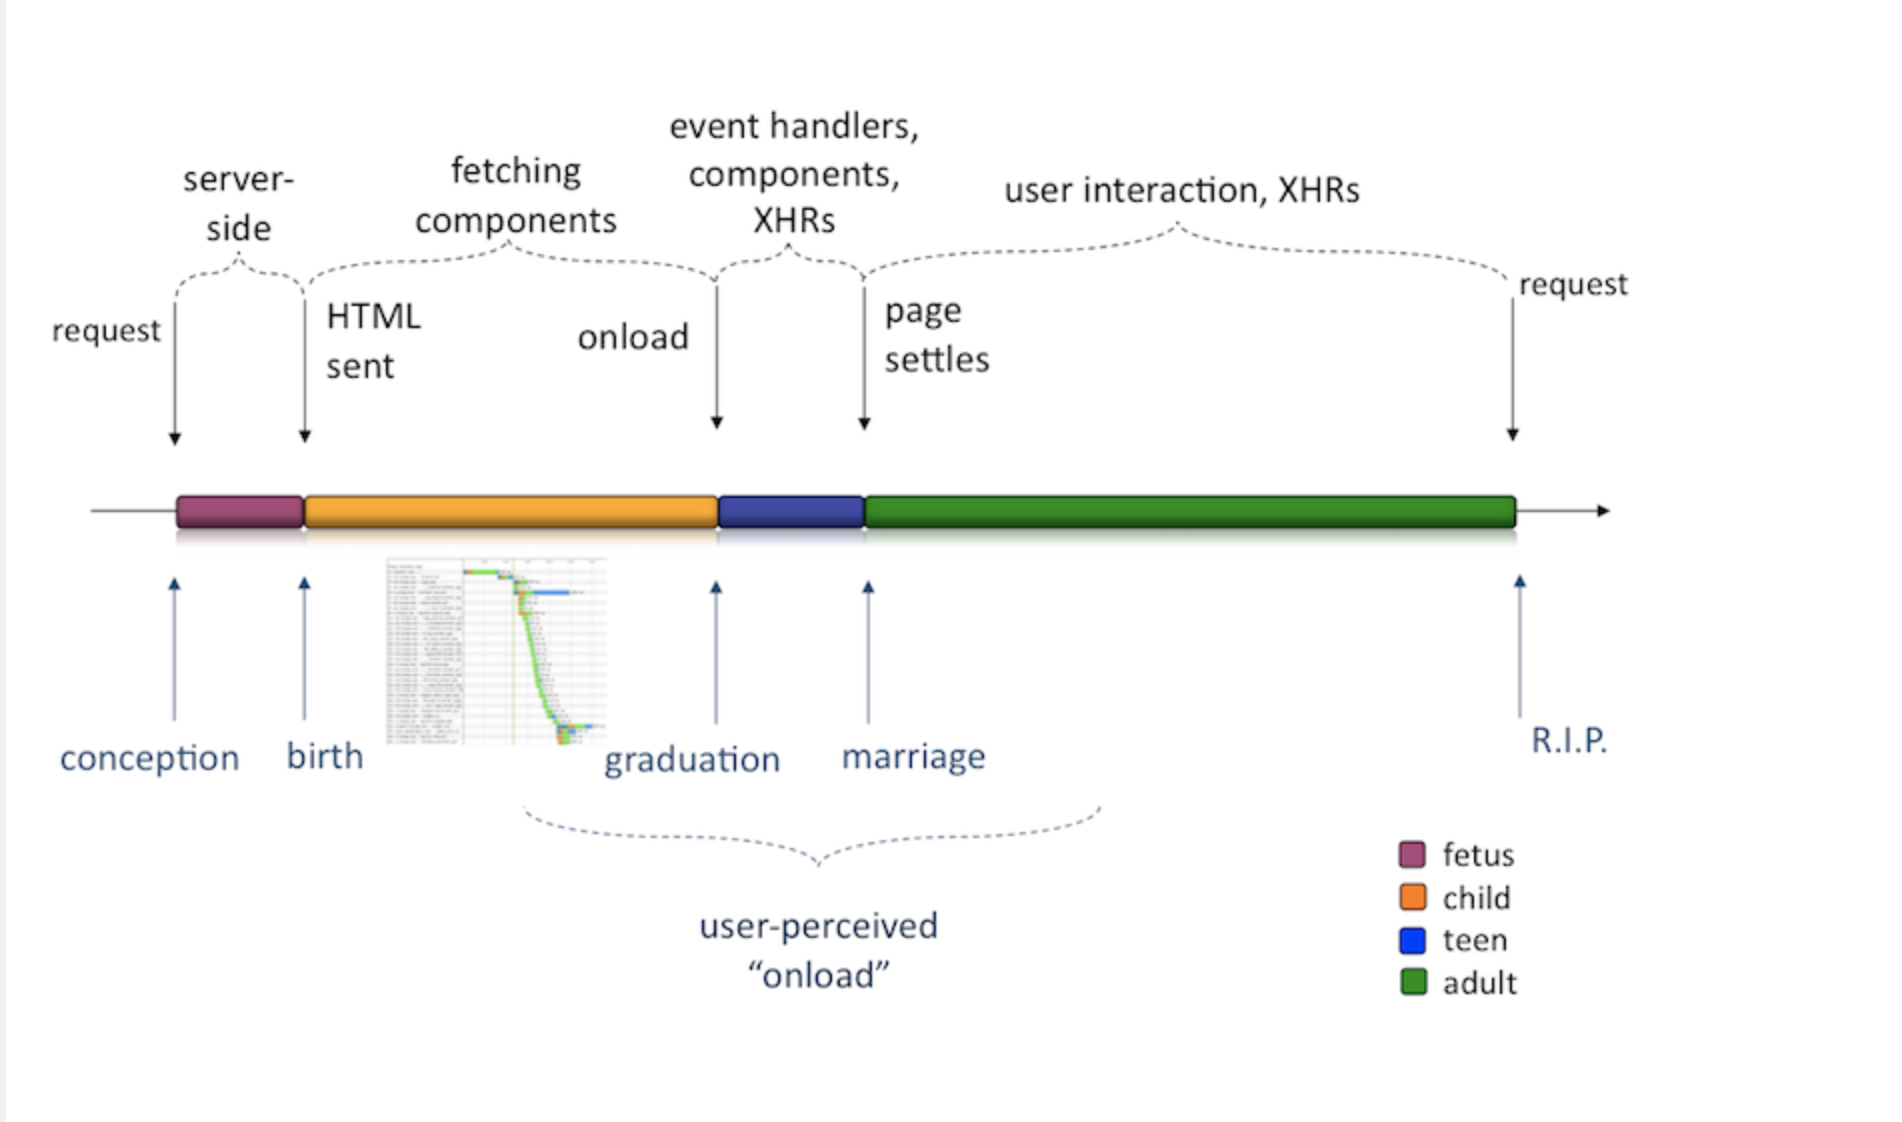 event handlers,
components,
XHRs
server-
side
fetching
components
user interaction, XHRs
request
HTML
sent
onload
page
settles
request
conception
birth
graduation
marriage
R.I.P.
user-perceived
“onload”
fetus
child
teen
adult